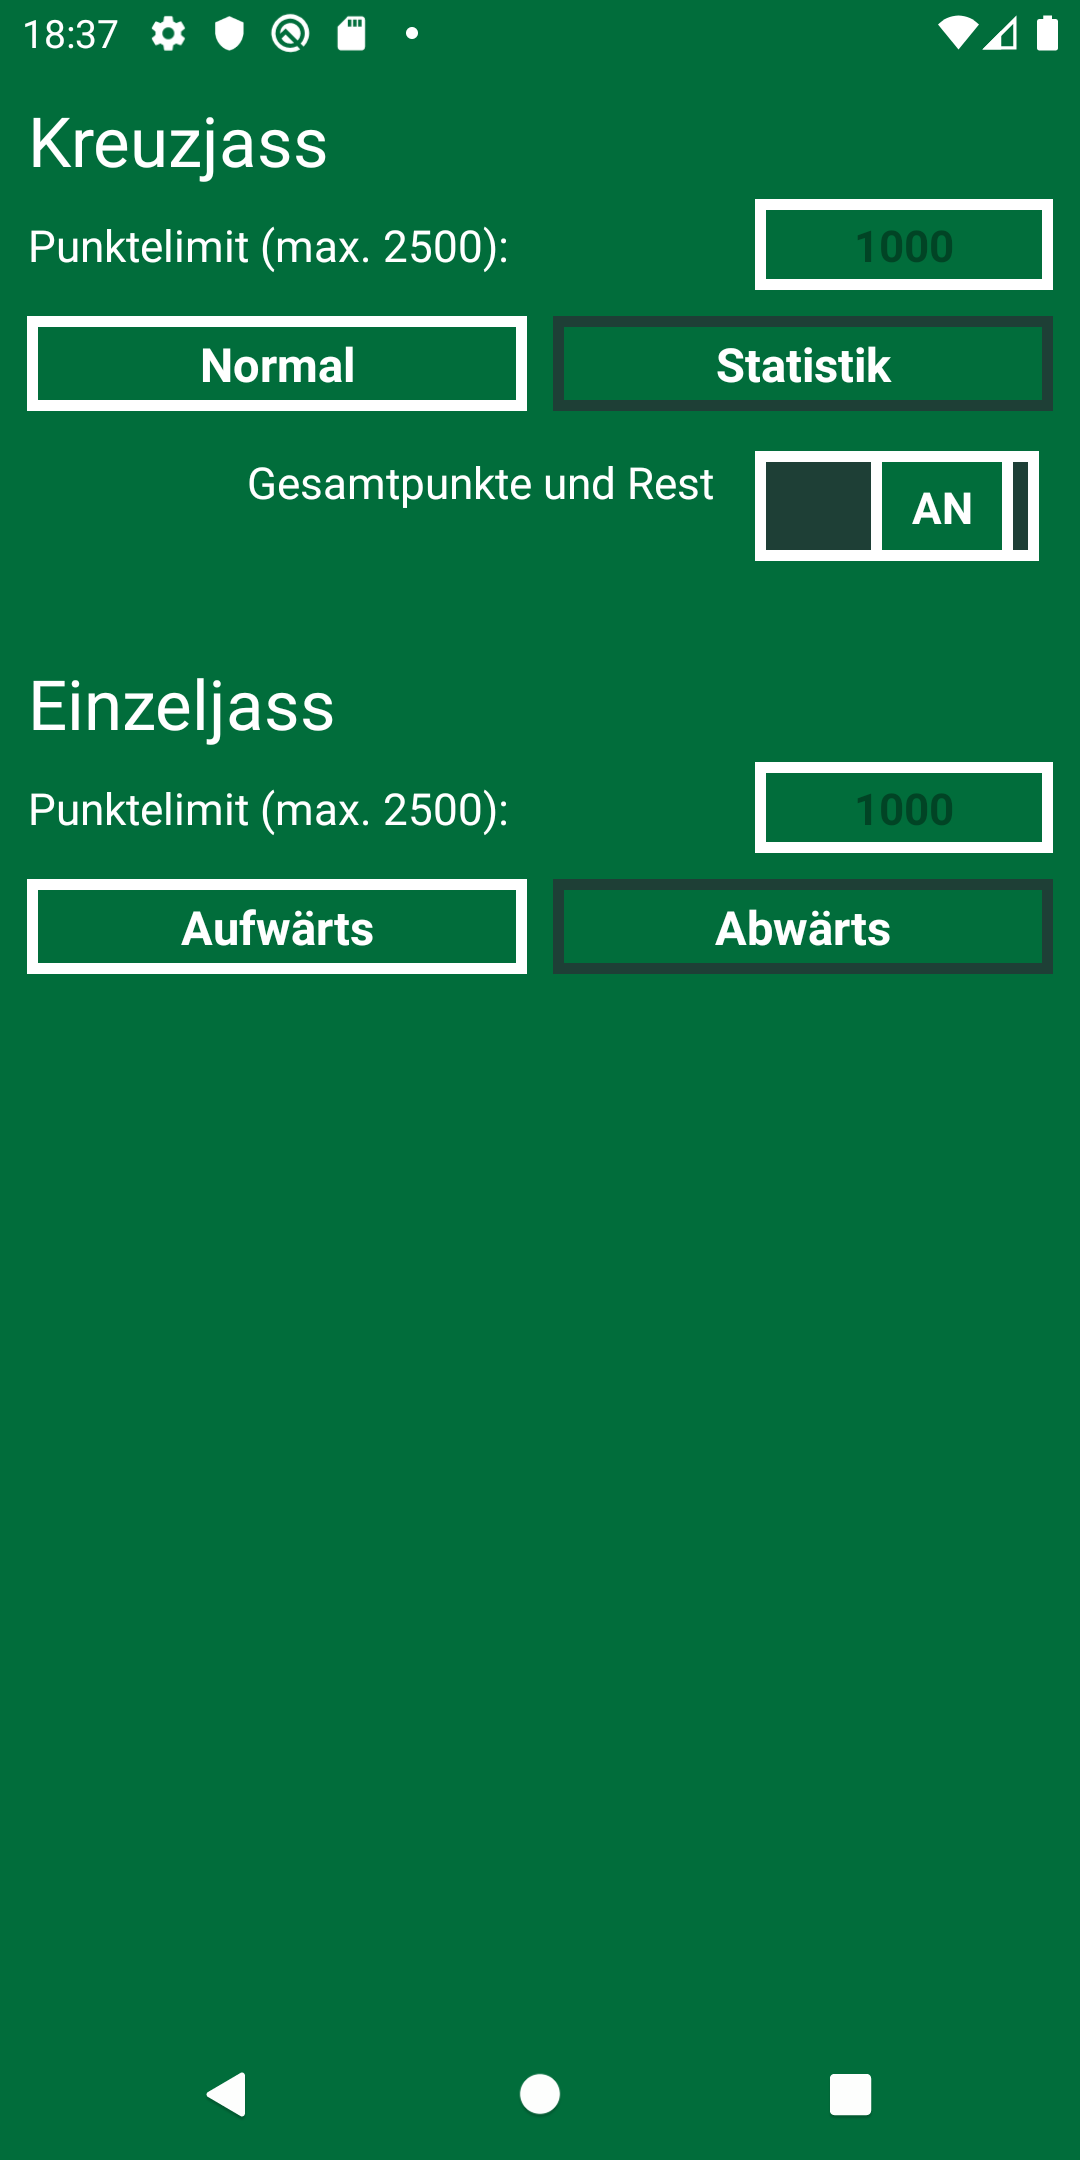 18:37
Kreuzjass
Punktelimit (max. 2500): 1000
Normal Statistik
Gesamtpunkte und Rest AN
Einzeljass
Punktelimit (max. 2500): 1000
Aufwärts Abwärts